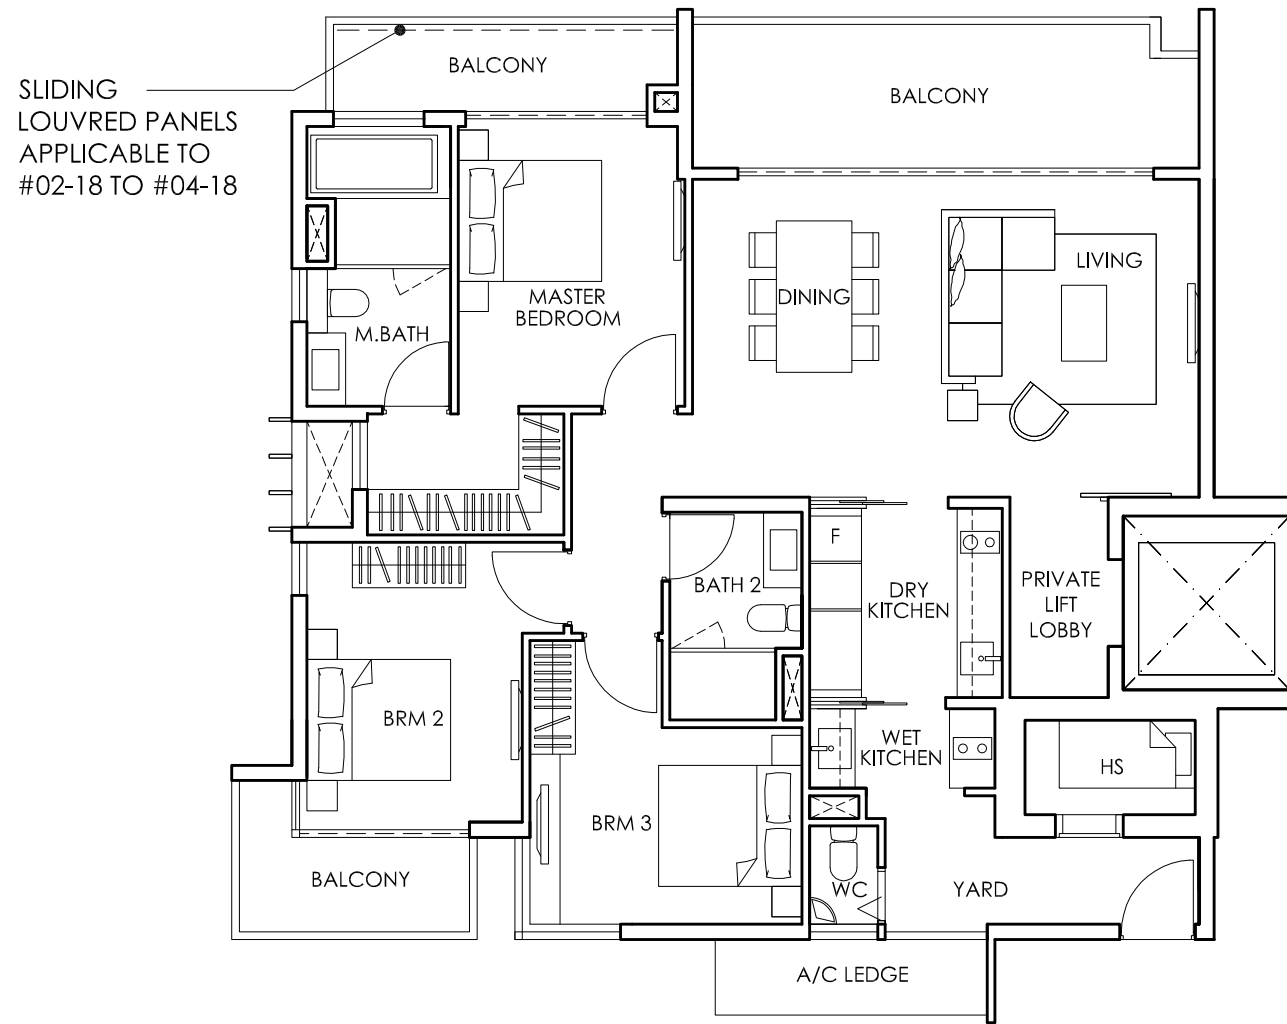 BALCONY
BALCONY
SLIDING
LOUVRED PANELS
APPLICABLE TO
#02-18 TO #04-18
LIVING
MASTER
BEDROOM
DINING
M.BATH
F
BATH 2
DRY
KITCHEN
PRIVATE
LIFT
LOBBY
BRM 2
WET
KITCHEN
HS
BRM 3
BALCONY
WC
YARD
A/C LEDGE